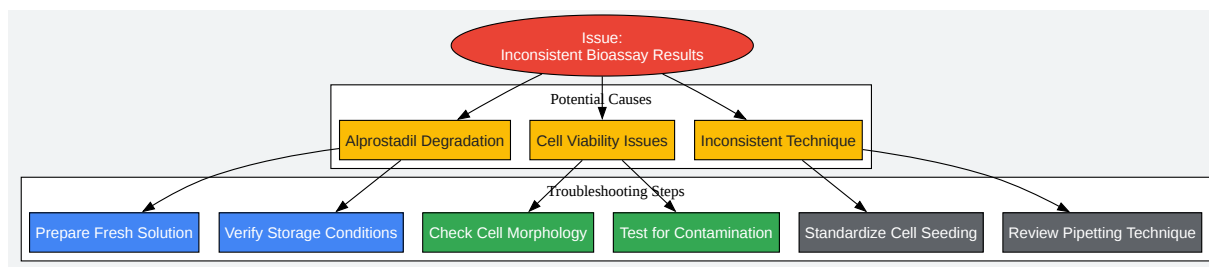 Issue:
Inconsistent Bioassay Results
Potential Causes
Alprostadil Degradation
Cell Viability Issues
Inconsistent Technique
Troubleshooting Steps
Prepare Fresh Solution
Verify Storage Conditions
Check Cell Morphology
Test for Contamination
Standardize Cell Seeding
Review Pipetting Technique